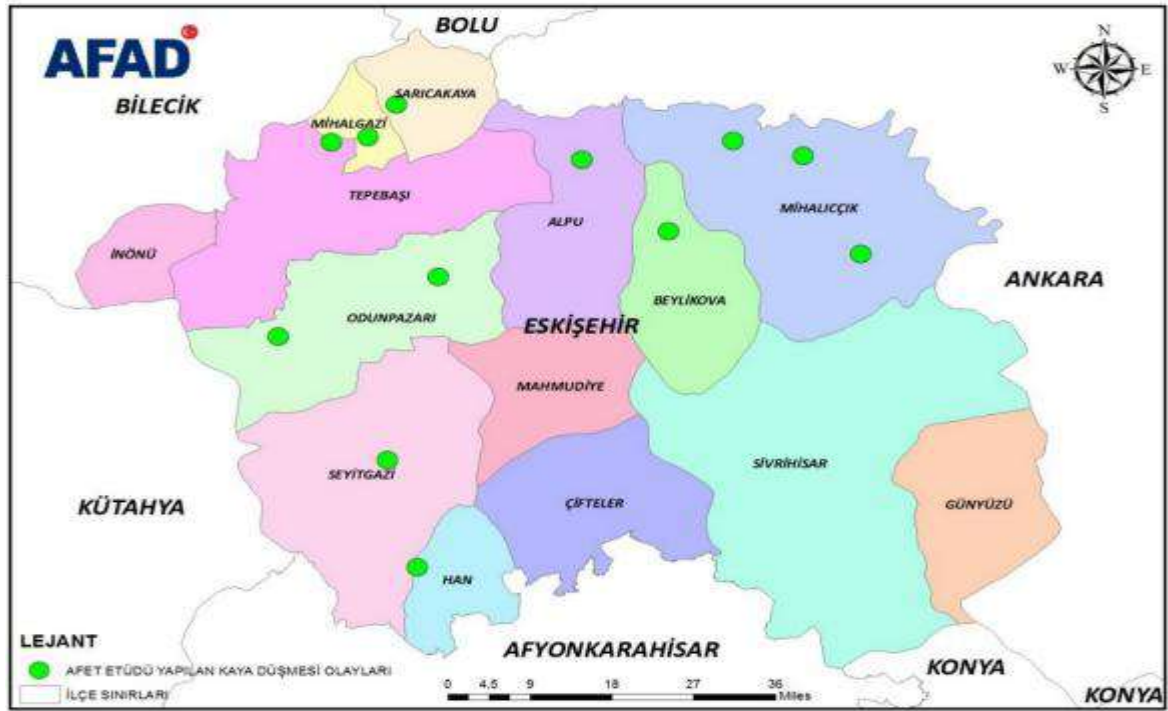 BOLU
AFAD
N
W E
S
BİLECİK
SARICAKAYA
MİHALGAZİ
TEPEBAŞI
ALPU
MİHALIÇÇIK
İNÖNÜ
ANKARA
BEYLİKOVA
ODUNPAZARI
ESKİŞEHİR
MAHMUDİYE
SEYİTGAZİ
SİVRİHİSAR
KÜTAHYA
ÇİFTELER
GÜNYÜZÜ
HAN
LEJANT
AFYONKARAHİSAR
AFET ETÜDÜ YAPILAN KAYA DÜŞMESİ OLAYLARI
KONYA
İLÇE SINIRLARI
0 4.5 9 18 27 36
Miles
KONYA